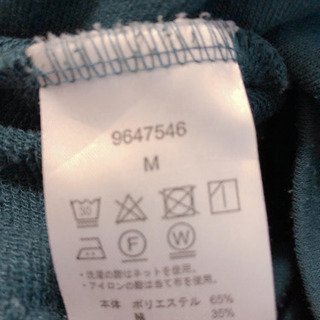 9647546
M
30
F W
・洗濯の際はネットを使用。
・アイロンの際は当て布を使用。
本体 ポリエステル 65%
綿 35%